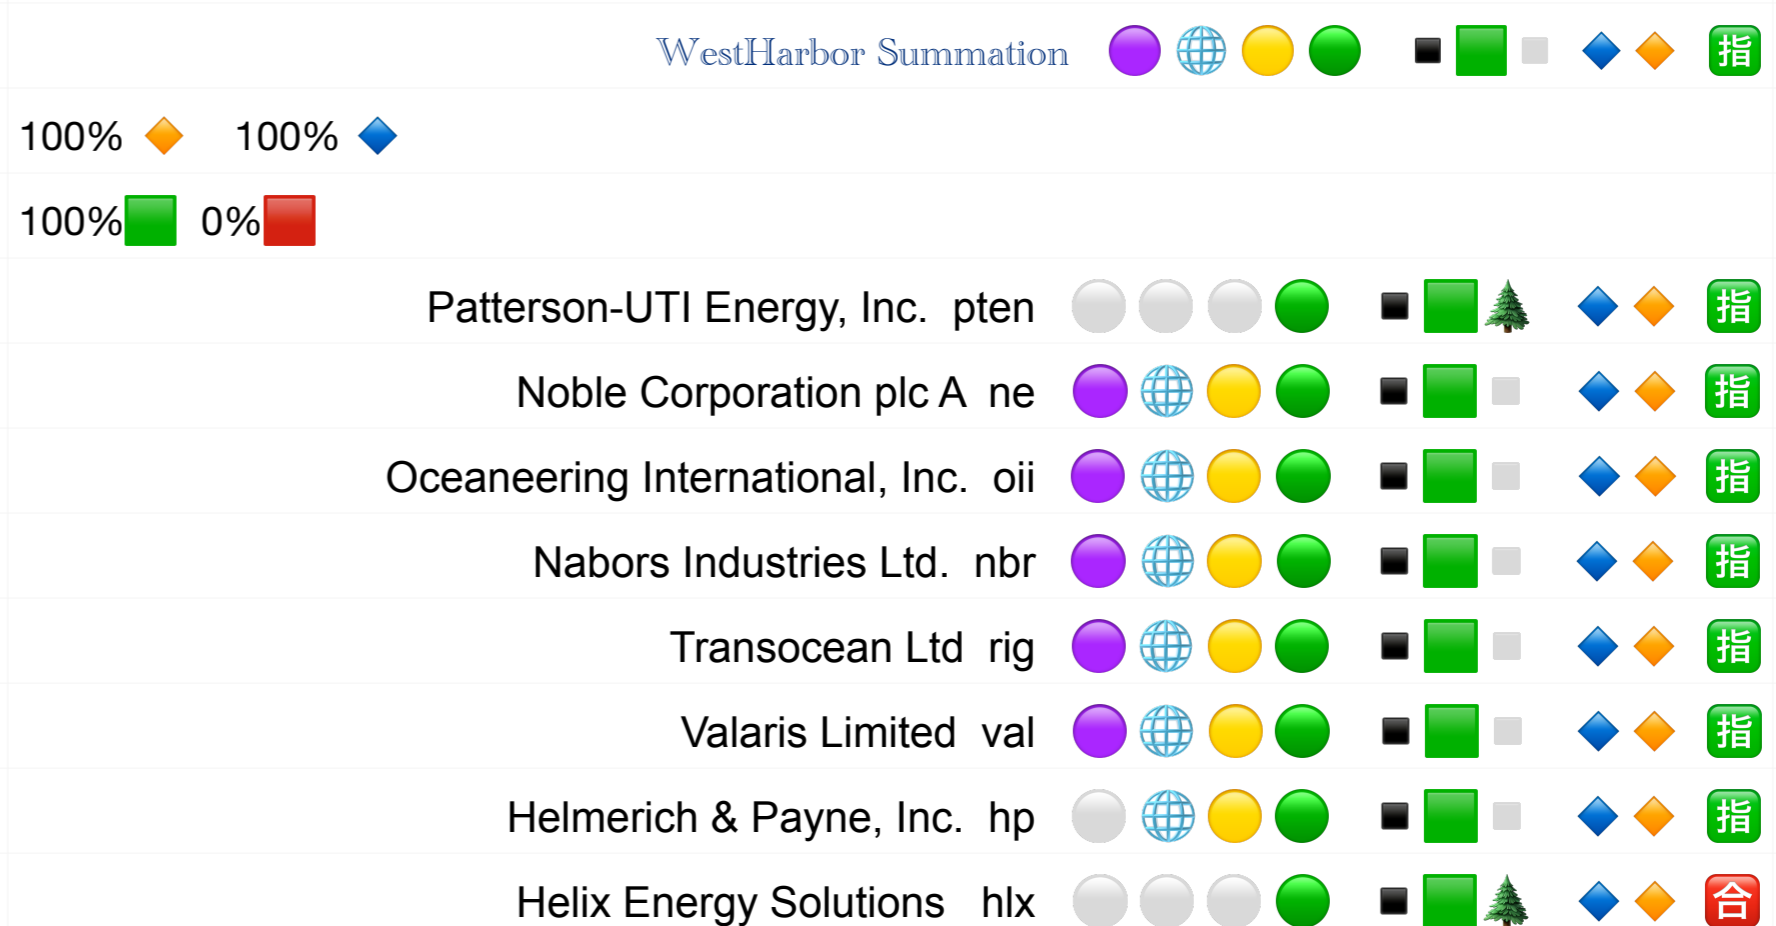 WestHarbor Summation 指
100% 100%
100% 0%
Patterson-UTI Energy, Inc. pten 指
Noble Corporation plc A ne 指
Oceaneering International, Inc. oii 指
Nabors Industries Ltd. nbr 指
Transocean Ltd rig 指
Valaris Limited val 指
Helmerich & Payne, Inc. hp 指
Helix Energy Solutions hlx 合